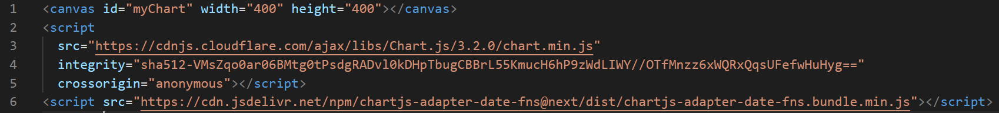 1 <canvas id="myChart" width="400" height="400"></canvas>
2 <script
3 src="https://cdnjs.cloudflare.com/ajax/libs/Chart.js/3.2.0/chart.min.js"
4 integrity="sha512-VMsZqo0ar06BMtg0tPsdgRADvl0kDHpTbugCBBrL55KmucH6hP9zWdLIWY//OTfMnzz6xWQRxQqsUFefwHuHyg=="
5 crossorigin="anonymous"></script>
6 <script src="https://cdn.jsdelivr.net/npm/chartjs-adapter-date-fns@next/dist/chartjs-adapter-date-fns.bundle.min.js"></script>